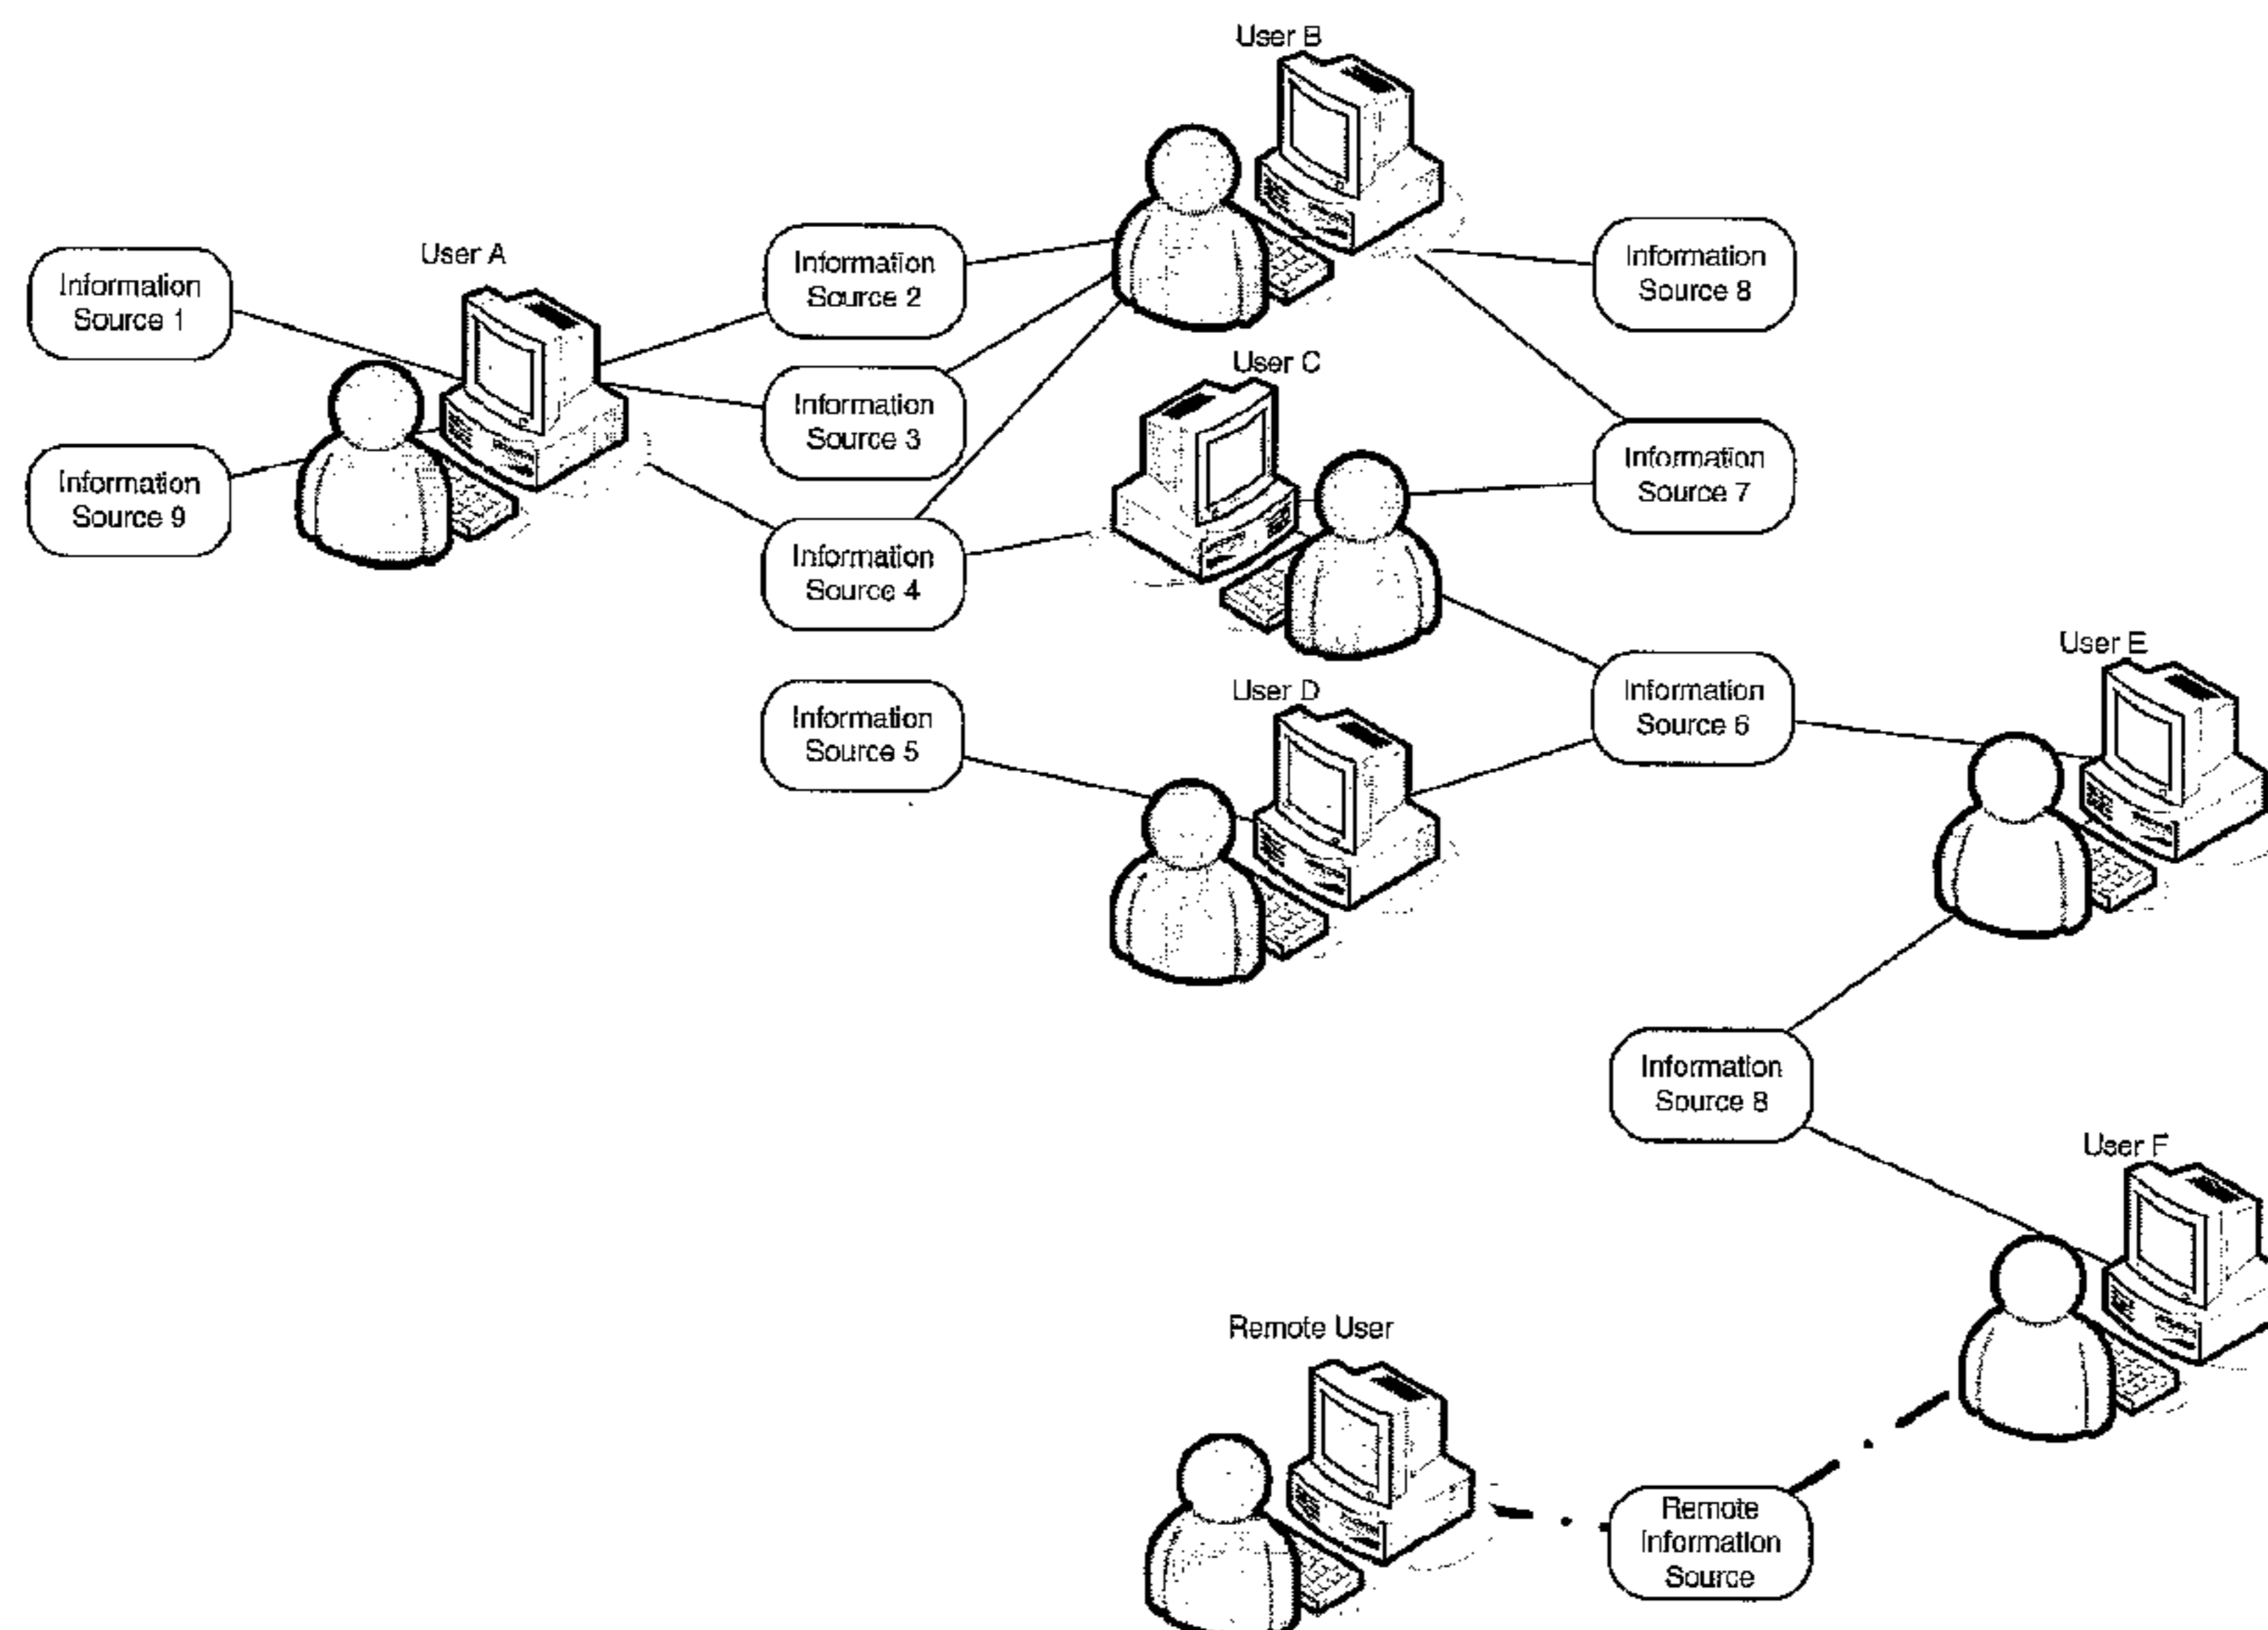 User B
User A
Information
Source 1
Information
Source 2
Information
Source 8
User C
Information
Source 3
Information
Source 7
Information
Source 9
Information
Source 4
User E
User D
Information
Source 6
Information
Source 5
Information
Source 8
User F
Remote User
Remote
Information
Source